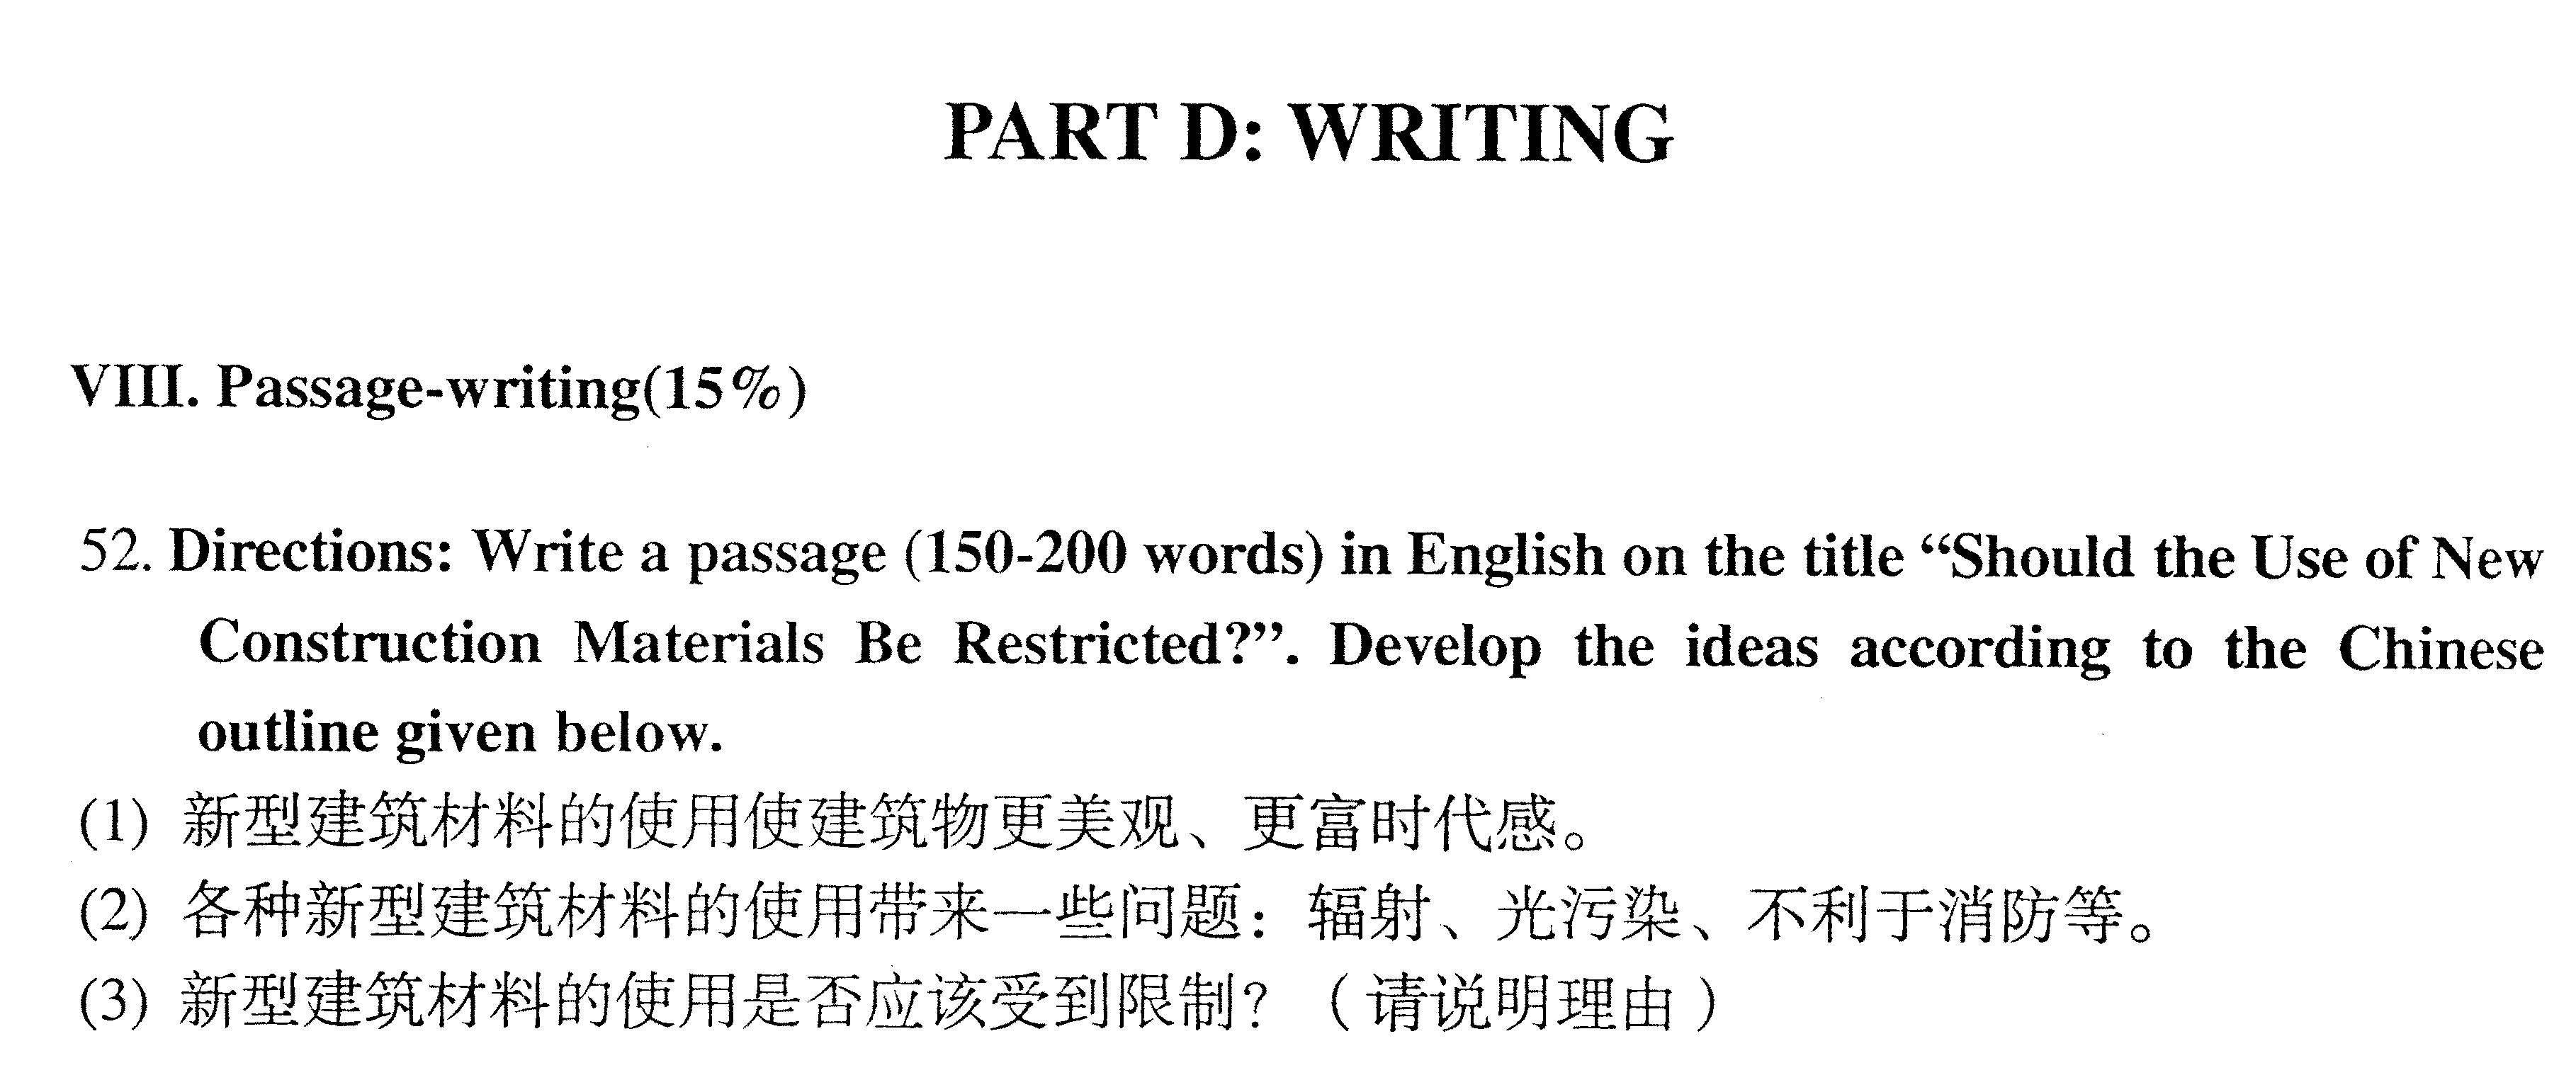 PART D: WRITING
VIII. Passage-writing(15%)
52. Directions: Write a passage (150-200 words) in English on the title “Should the Use of New
Construction Materials Be Restricted?”. Develop the ideas according to the Chinese
outline given below.
(1) 新型建筑材料的使用使建筑物更美观、更富时代感。
(2) 各种新型建筑材料的使用带来一些问题：辐射、光污染、不利于消防等。
(3) 新型建筑材料的使用是否应该受到限制？（请说明理由）